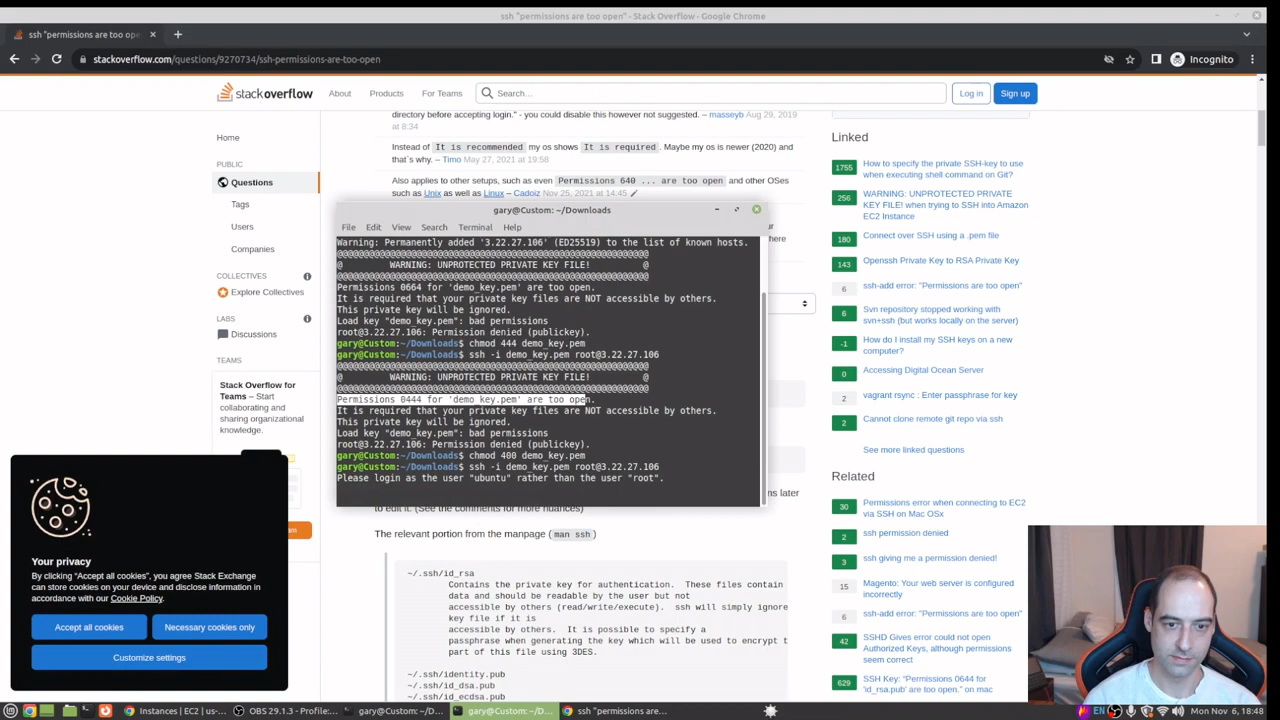 ssh "permissions are too open" - Stack Overflow - Google Chrome
ssh "permissions are too ope
stackoverflow.com/questions/9270734/ssh-permissions-are-too-open
Incognito
stackoverflow
About
Products
For Teams
Search...
Log in
Sign up
Home
PUBLIC
Questions
Tags
Users
Companies
COLLECTIVES
Explore Collectives
LABS
Discussions
TEAMS
Stack Overflow for
Teams – Start
collaborating and
sharing organizational
knowledge.
directory before accepting login." - you could disable this however not suggested. – masseyb Aug 29, 2019
at 8:34
Instead of It is recommended my os shows It is required. Maybe my os is newer (2020) and
that`s why. – Timo May 27, 2021 at 19:58
Also applies to other setups, such as even Permissions 640 ... are too open and other OSes
such as Unix as well as Linux – Cadoiz Nov 25, 2021 at 14:45
gary@Custom: ~/Downloads
File Edit View Search Terminal Help
Warning: Permanently added '3.22.27.106' (ED25519) to the list of known hosts.
@@@@@@@@@@@@@@@@@@@@@@@@@@@@@@@@@@@@@@@@@@@@@@@@@@@@@@@@@@@
@         WARNING: UNPROTECTED PRIVATE KEY FILE!          @
@@@@@@@@@@@@@@@@@@@@@@@@@@@@@@@@@@@@@@@@@@@@@@@@@@@@@@@@@@@
Permissions 0664 for 'demo_key.pem' are too open.
It is required that your private key files are NOT accessible by others.
This private key will be ignored.
Load key "demo_key.pem": bad permissions
root@3.22.27.106: Permission denied (publickey).
gary@Custom:~/Downloads$ chmod 444 demo_key.pem
gary@Custom:~/Downloads$ ssh -i demo_key.pem root@3.22.27.106
@@@@@@@@@@@@@@@@@@@@@@@@@@@@@@@@@@@@@@@@@@@@@@@@@@@@@@@@@@@
@         WARNING: UNPROTECTED PRIVATE KEY FILE!          @
@@@@@@@@@@@@@@@@@@@@@@@@@@@@@@@@@@@@@@@@@@@@@@@@@@@@@@@@@@@
Permissions 0444 for 'demo_key.pem' are too open.
It is required that your private key files are NOT accessible by others.
This private key will be ignored.
Load key "demo_key.pem": bad permissions
root@3.22.27.106: Permission denied (publickey).
gary@Custom:~/Downloads$ chmod 400 demo_key.pem
gary@Custom:~/Downloads$ ssh -i demo_key.pem root@3.22.27.106
Please login as the user "ubuntu" rather than the user "root".
ur
here
ns later
to edit it. (See the comments for more nuances)
The relevant portion from the manpage ( man ssh )
~/.ssh/id_rsa
Contains the private key for authentication. These files contain
data and should be readable by the user but not
accessible by others (read/write/execute). ssh will simply ignore
key file if it is
accessible by others. It is possible to specify a
passphrase when generating the key which will be used to encrypt t
part of this file using 3DES.
~/.ssh/identity.pub
~/.ssh/id_dsa.pub
~/.ssh/id_ecdsa.pub
Linked
1755 How to specify the private SSH-key to use
when executing shell command on Git?
256 WARNING: UNPROTECTED PRIVATE
KEY FILE! when trying to SSH into Amazon
EC2 Instance
180 Connect over SSH using a .pem file
143 Openssh Private Key to RSA Private Key
6 ssh-add error: "Permissions are too open"
6 Svn repository stopped working with
svn+ssh (but works locally on the server)
-1 How do I install my SSH keys on a new
computer?
0 Accessing Digital Ocean Server
2 vagrant rsync : Enter passphrase for key
2 Cannot clone remote git repo via ssh
See more linked questions
Related
30 Permissions error when connecting to EC2
via SSH on Mac OSx
2 ssh permission denied
3 ssh giving me a permission denied!
15 Magento: Your web server is configured
incorrectly
6 ssh-add error: "Permissions are too open"
42 SSHD Gives error could not open
Authorized Keys, although permissions
seem correct
629 SSH Key: "Permissions 0644 for
'id_rsa.pub' are too open." on mac
am
Your privacy
By clicking "Accept all cookies", you agree Stack Exchange
can store cookies on your device and disclose information in
accordance with our Cookie Policy.
Accept all cookies
Necessary cookies only
Customize settings
Instances | EC2 | us-...
OBS 29.1.3 - Profile:...
gary@Custom: ~/D...
gary@Custom: ~/D...
ssh "permissions are...
EN
Mon Nov 6, 18:48